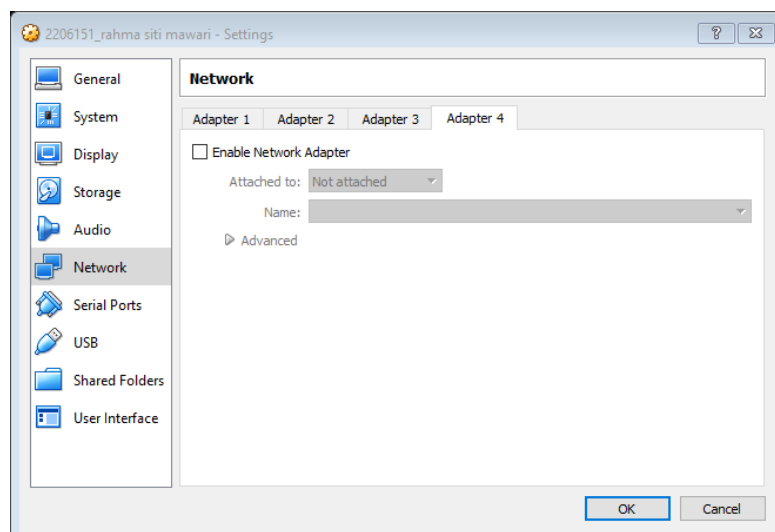 2206151_rahma siti mawari - Settings
General
System
Display
Storage
Audio
Network
Serial Ports
USB
Shared Folders
User Interface
Network
Adapter 1 Adapter 2 Adapter 3 Adapter 4
Enable Network Adapter
Attached to: Not attached
Name:
Advanced
OK Cancel